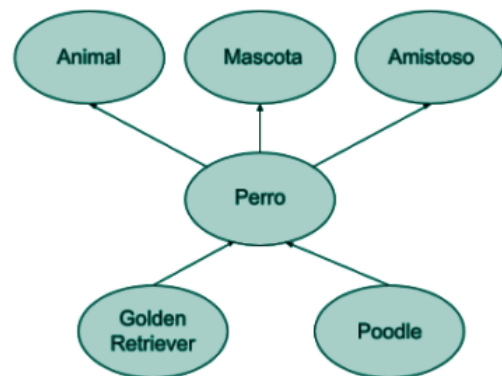 Animal
Mascota
Amistoso
Perro
Golden
Retriever
Poodle